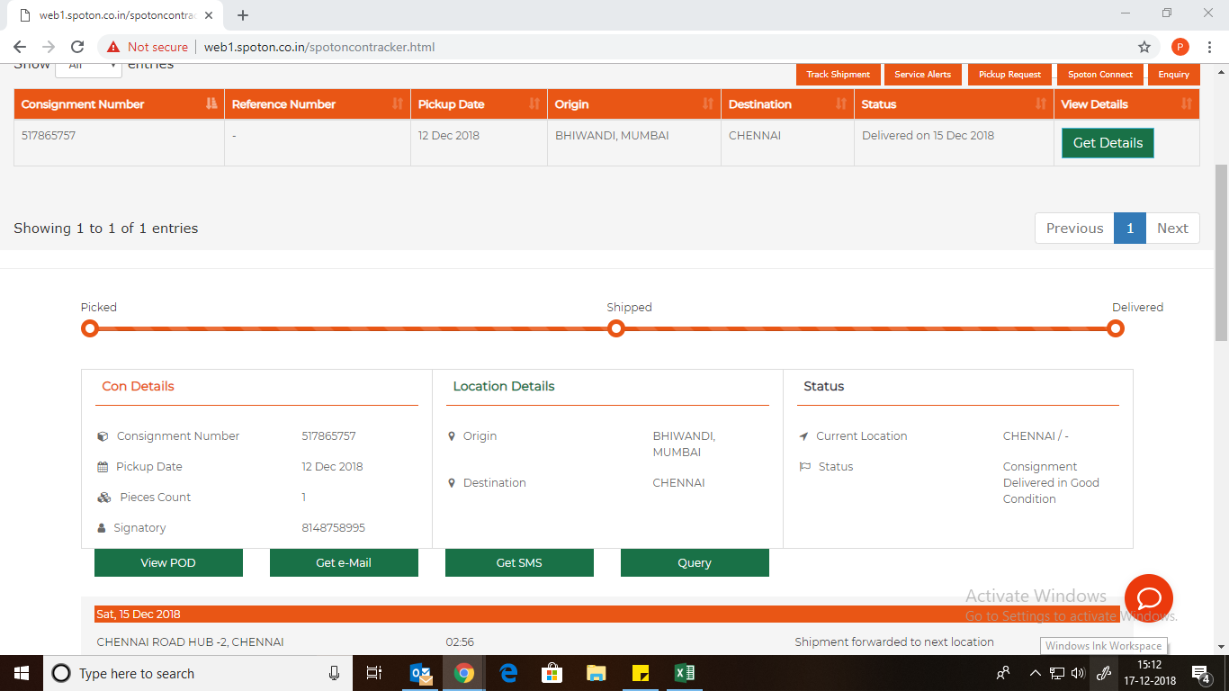 web1.spoton.co.in/spotoncontrac
Not secure web1.spoton.co.in/spotoncontracker.html P
Show All entries
Track Shipment Service Alerts Pickup Request Spoton Connect Enquiry
Consignment Number Reference Number Pickup Date Origin Destination Status View Details
517865757 - 12 Dec 2018 BHIWANDI, MUMBAI CHENNAI Delivered on 15 Dec 2018 Get Details
Showing 1 to 1 of 1 entries Previous 1 Next
Picked Shipped Delivered
Con Details Location Details Status
Consignment Number 517865757 Origin BHIWANDI, Current Location CHENNAI / -
MUMBAI
Pickup Date 12 Dec 2018 Status Consignment
Destination CHENNAI Delivered in Good
Pieces Count 1 Condition
Signatory 8148758995
View POD Get e-Mail Get SMS Query
Activate Windows
Sat, 15 Dec 2018 Go to Settings to activate Windows.
CHENNAI ROAD HUB -2, CHENNAI 02:56 Shipment forwarded to next location
Windows Ink Workspace
Type here to search 15:12
17-12-2018 4